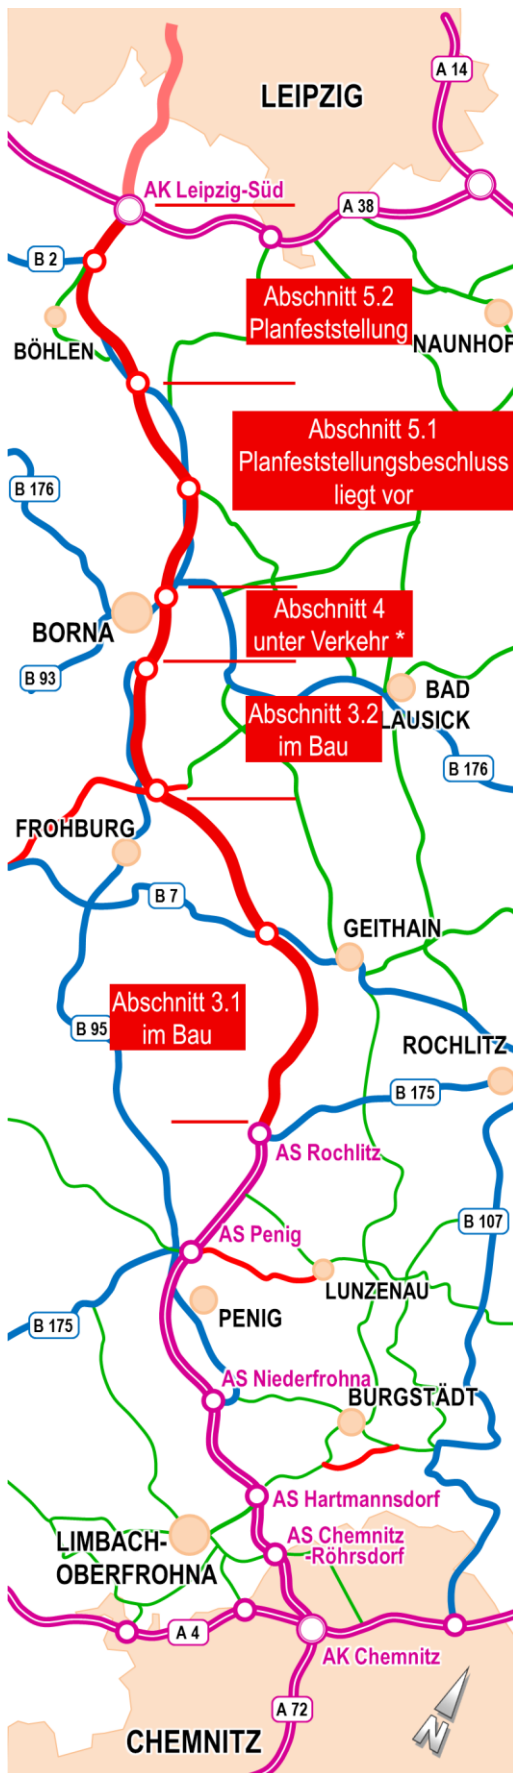 A 14
LEIPZIG
AK Leipzig-Süd
A 38
B 2
Abschnitt 5.2
Planfeststellung
BÖHLEN
NAUNHOF
Abschnitt 5.1
Planfeststellungsbeschluss
liegt vor
B 176
Abschnitt 4
unter Verkehr *
BORNA
B 93
BAD
LAUSICK
Abschnitt 3.2
im Bau
B 176
FROHBURG
B 7
GEITHAIN
Abschnitt 3.1
im Bau
B 95
ROCHLITZ
B 175
AS Rochlitz
B 107
AS Penig
LUNZENAU
PENIG
B 175
AS Niederfrohna
BURGSTÄDT
AS Hartmannsdorf
AS Chemnitz
-Röhrsdorf
LIMBACH-
OBERFROHNA
A 4
AK Chemnitz
A 72
CHEMNITZ
N